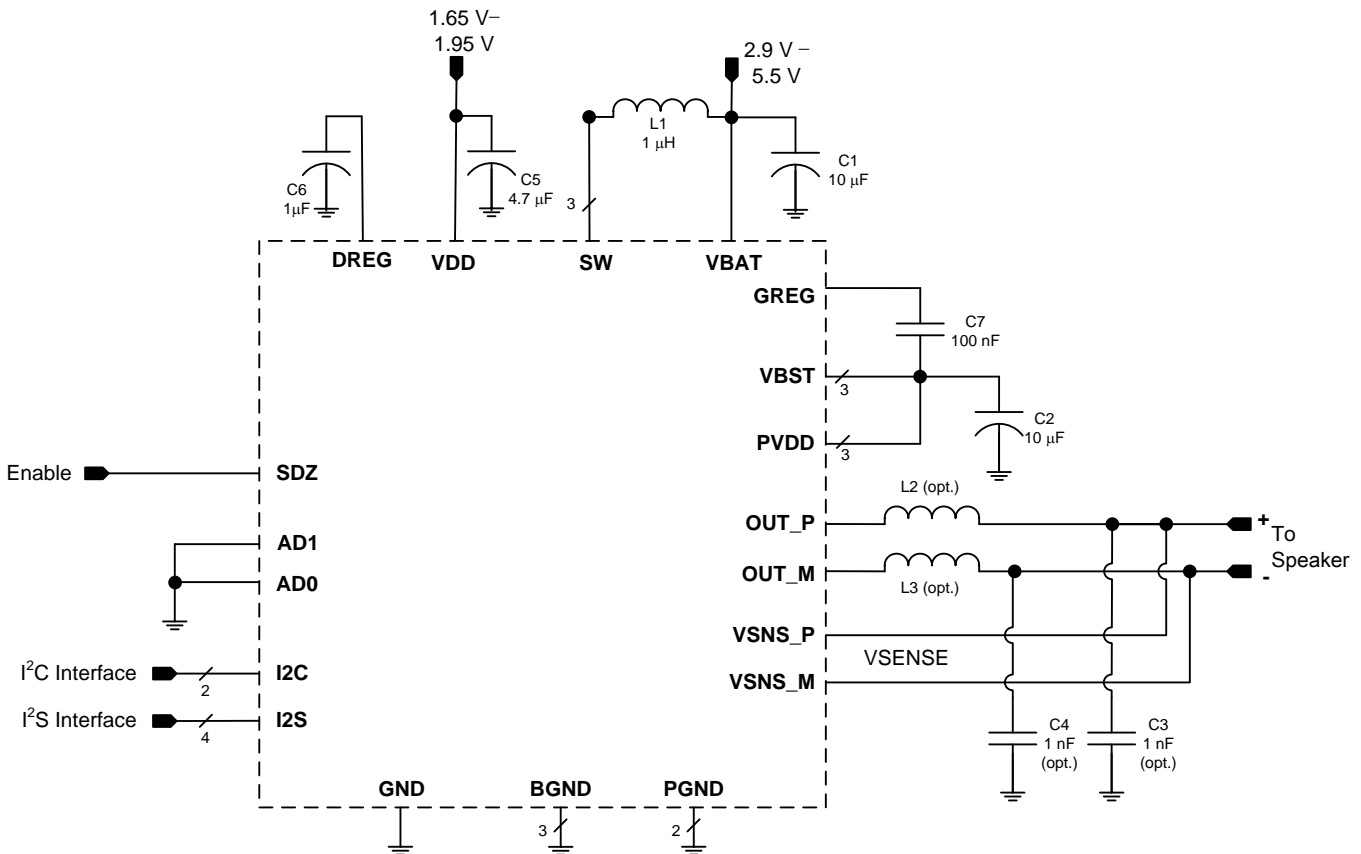 1.65 V–
1.95 V
2.9 V –
5.5 V
L1
1 μH
C6
1μF
C5
4.7 μF
C1
10 μF
3
DREG
VDD
SW
VBAT
GREG
C7
100 nF
VBST
3
C2
10 μF
PVDD
3
Enable
SDZ
L2 (opt.)
OUT_P
+
To
Speaker
-
AD1
OUT_M
L3 (opt.)
AD0
VSNS_P
VSENSE
I²C Interface
2
I2C
VSNS_M
I²S Interface
4
I2S
C4
1 nF
(opt.)
C3
1 nF
(opt.)
GND
BGND
PGND
3
2